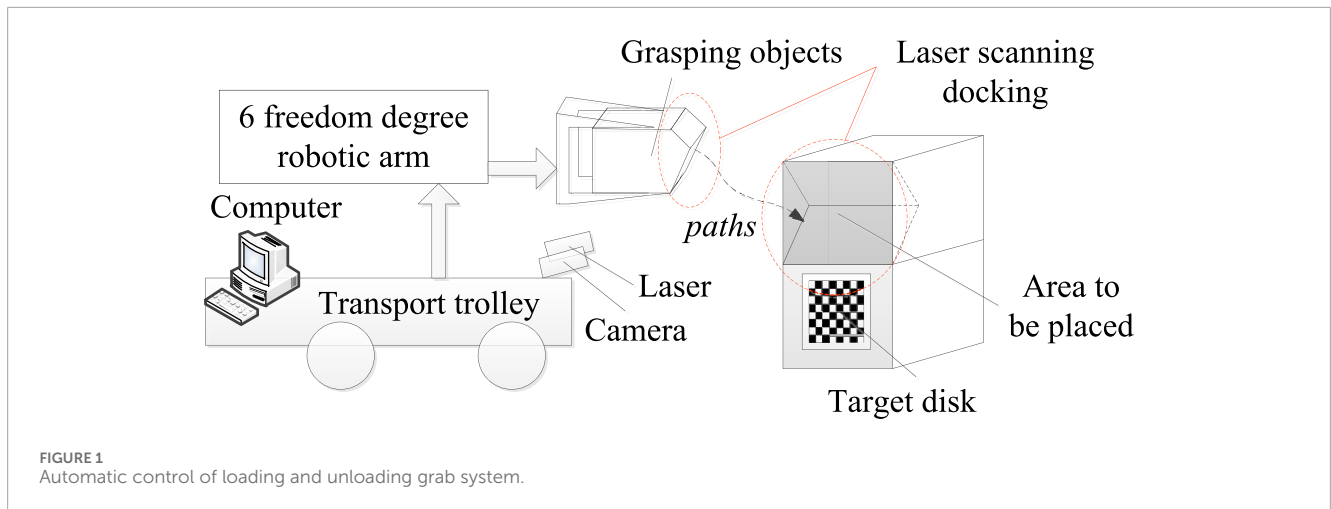 Grasping objects
Laser scanning
docking
6 freedom degree
robotic arm
Computer
paths
Transport trolley
Laser
Camera
Area to
be placed
Target disk
FIGURE 1
Automatic control of loading and unloading grab system.